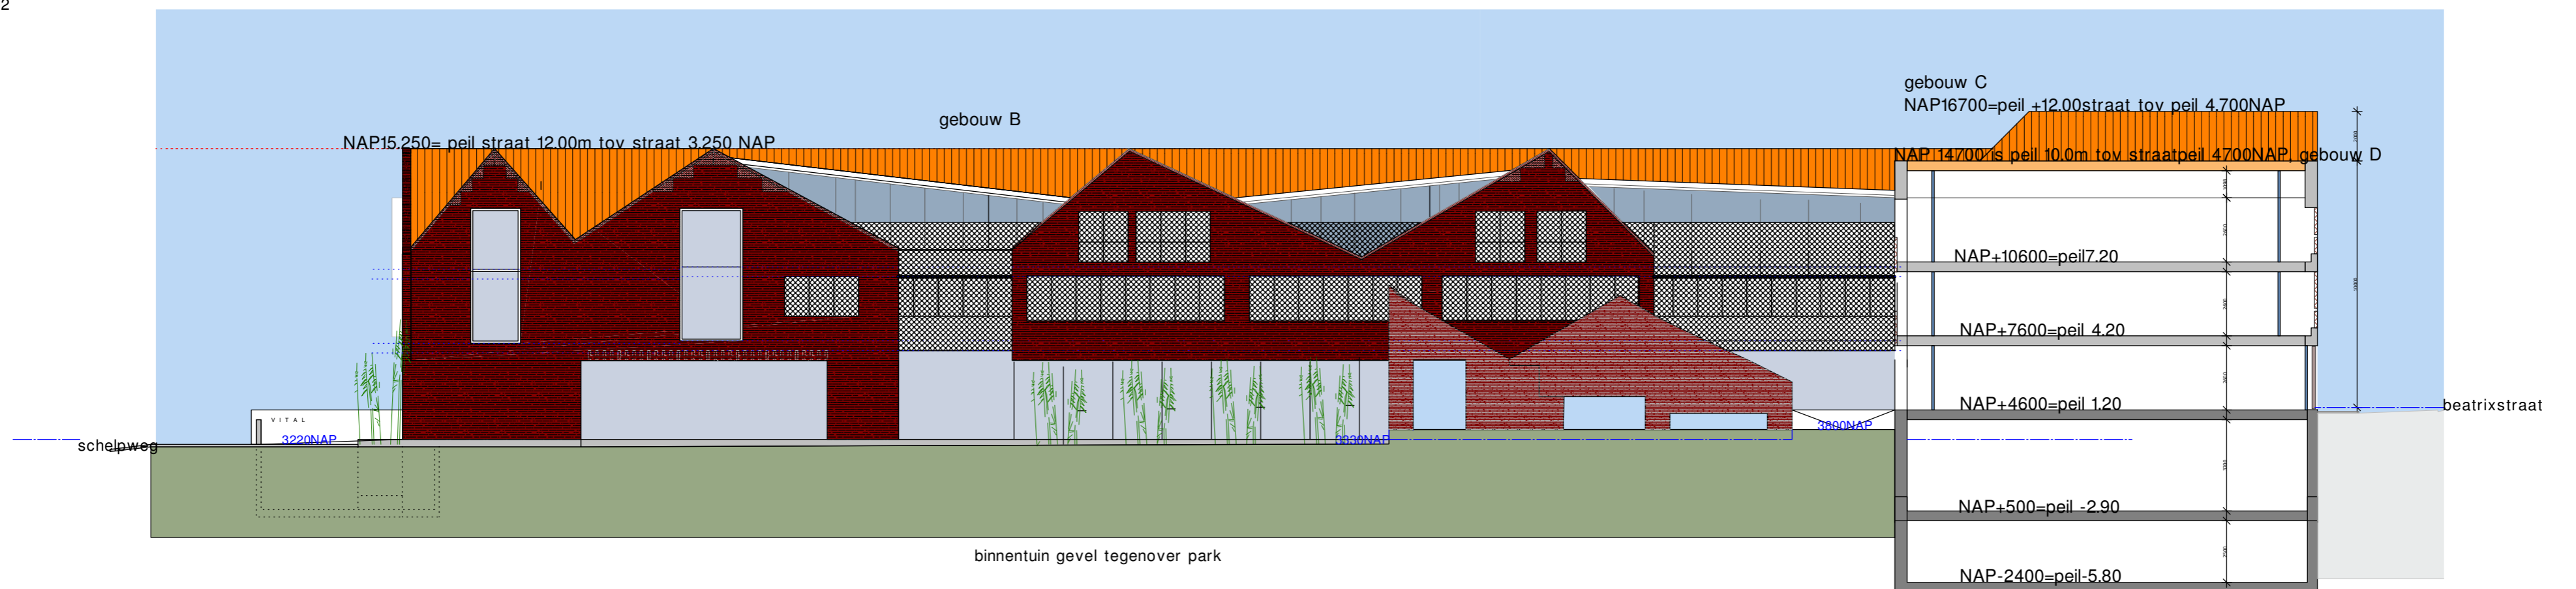 2
gebouw C
NAP16700=peil +12.00straat tov peil 4.700NAP
gebouw B
NAP15.250= peil straat 12.00m tov straat 3.250 NAP
NAP 14700 is peil 10.0m tov straatpeil 4700NAP, gebouw D
NAP+10600=peil7.20
NAP+7600=peil 4.20
NAP+4600=peil 1.20
beatrixstraat
VITAL
3220NAP
3330NAP
3800NAP
schelpweg
NAP+500=peil -2.90
binnentuin gevel tegenover park
NAP-2400=peil-5.80